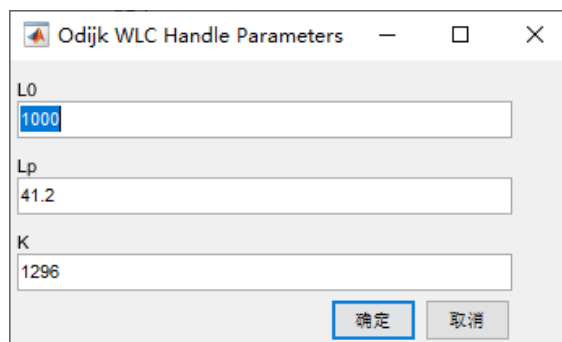 Odijk WLC Handle Parameters
L0
1000
Lp
41.2
K
1296
确定 取消